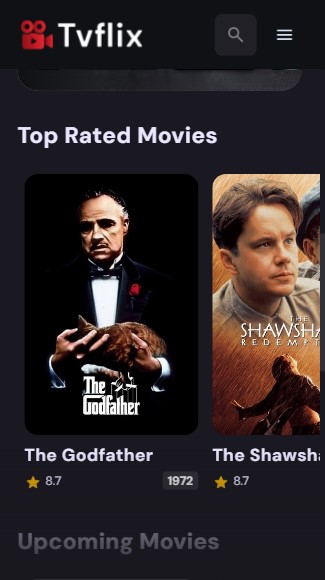 Tvflix
Top Rated Movies
The
Godfather
THE
SHAWSHA
REDEMPT
The Godfather
The Shawsha
8.7
1972
8.7
Upcoming Movies